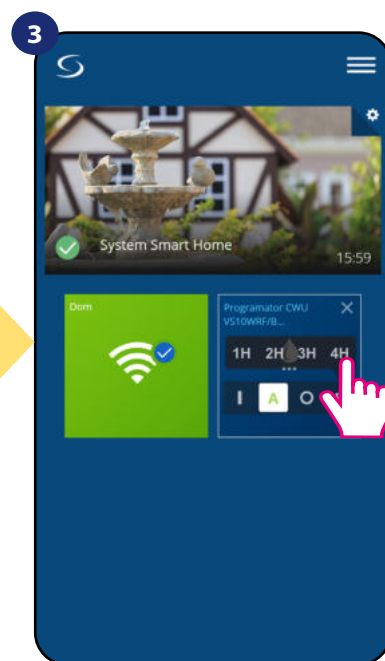 3
System Smart Home
15:59
Dom
Programator CWU
VS10WRF/B...
1H 2H 3H 4H
I A O